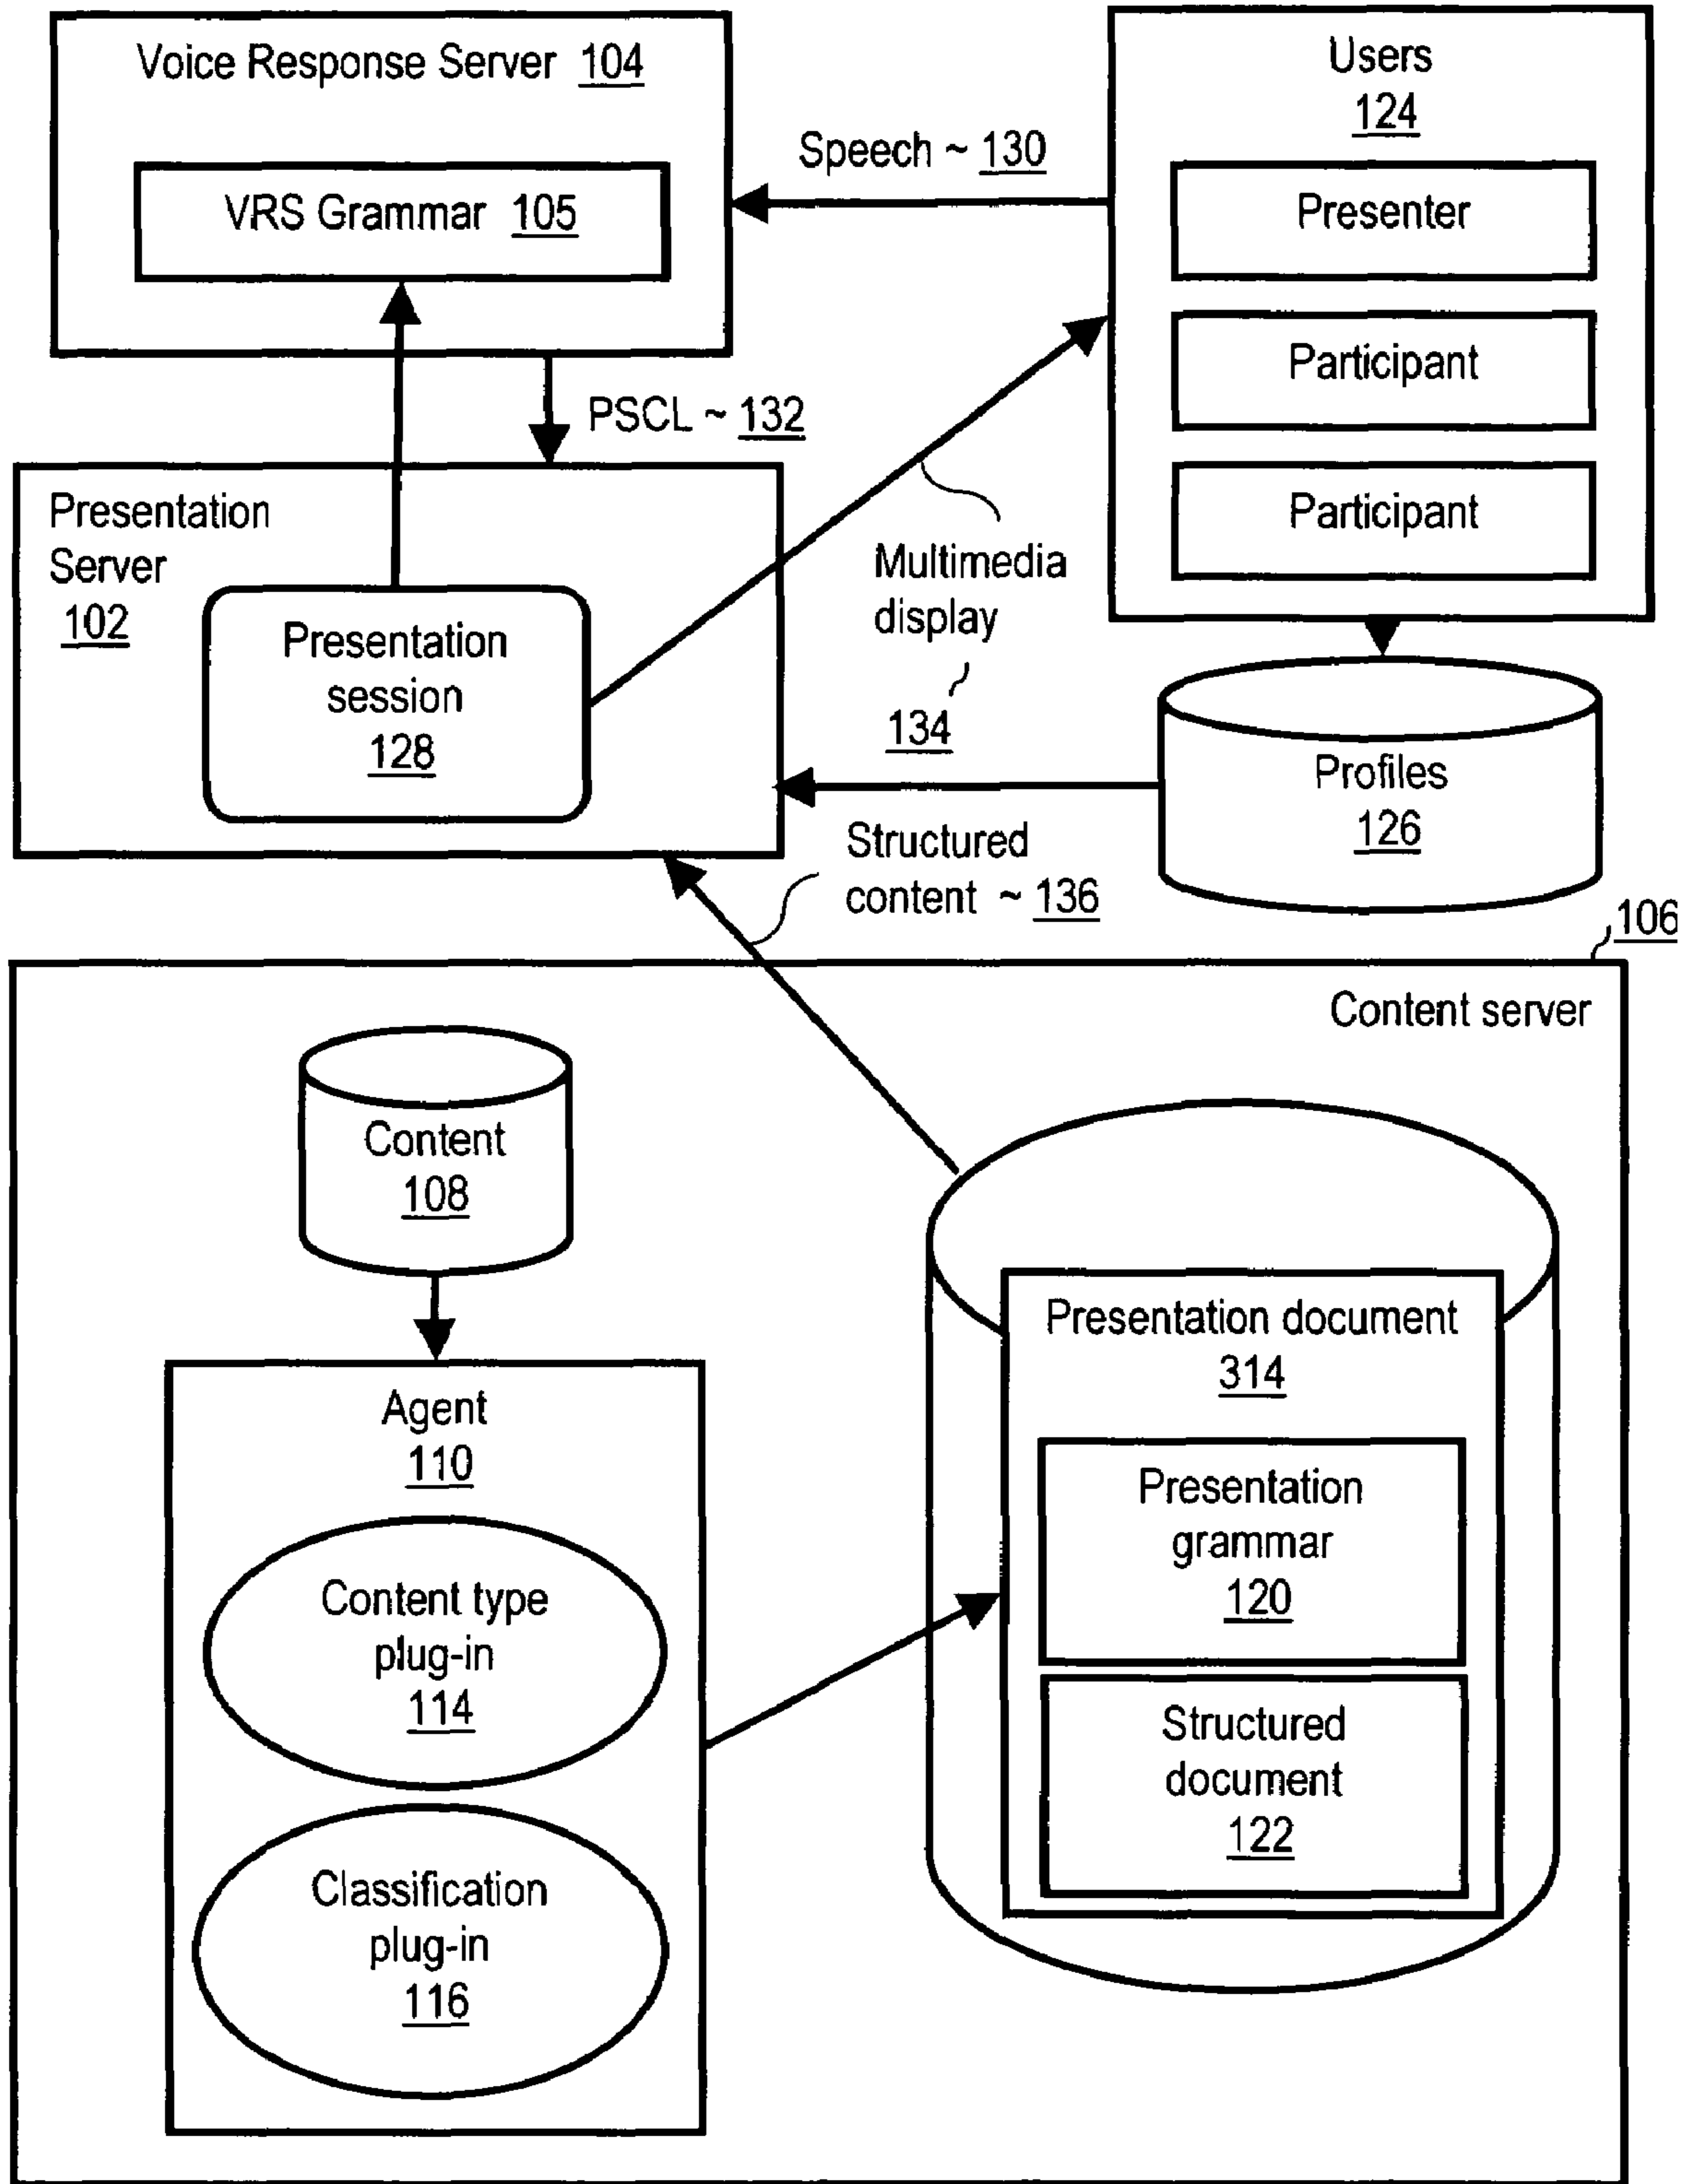 Voice Response Server 104
VRS Grammar 105
Speech ~ 130
Users
124
Presenter
Participant
Participant
PSCL ~ 132
Presentation
Server
102
Presentation
session
128
Multimedia
display
134
Profiles
126
Structured
content ~ 136
106
Content server
Content
108
Agent
110
Content type
plug-in
114
Classification
plug-in
116
Presentation document
314
Presentation
grammar
120
Structured
document
122